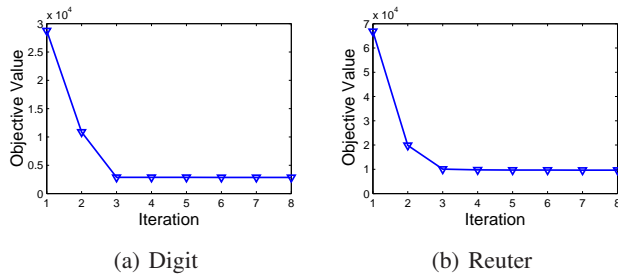 x 10^4
3
2.5
2
1.5
1
0.5
0
Objective Value
1 2 3 4 5 6 7 8
Iteration
(a) Digit
x 10^4
7
6
5
4
3
2
1
0
Objective Value
1 2 3 4 5 6 7 8
Iteration
(b) Reuter